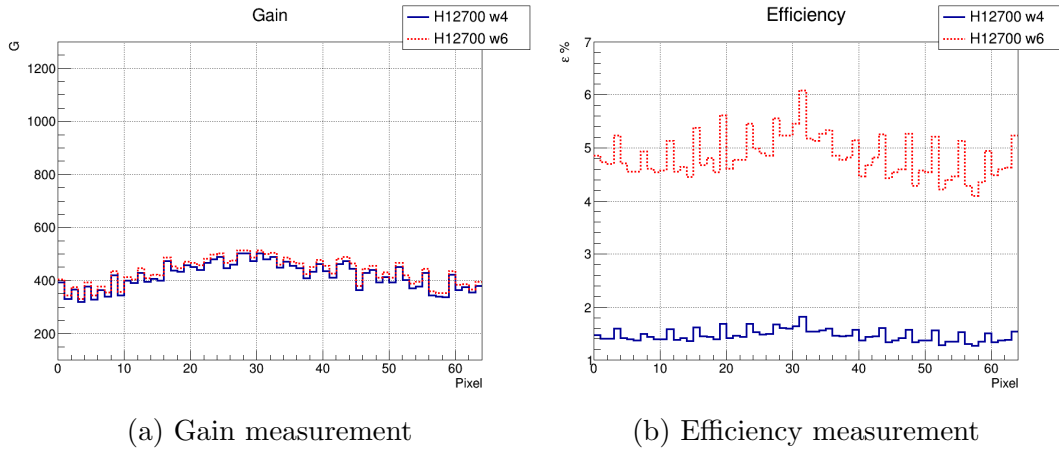 Gain
H12700 w4
H12700 w6
G
1200
1000
800
600
400
200
0 10 20 30 40 50 60
Pixel
(a) Gain measurement
Efficiency
H12700 w4
H12700 w6
ε %
7
6
5
4
3
2
1
0 10 20 30 40 50 60
Pixel
(b) Efficiency measurement